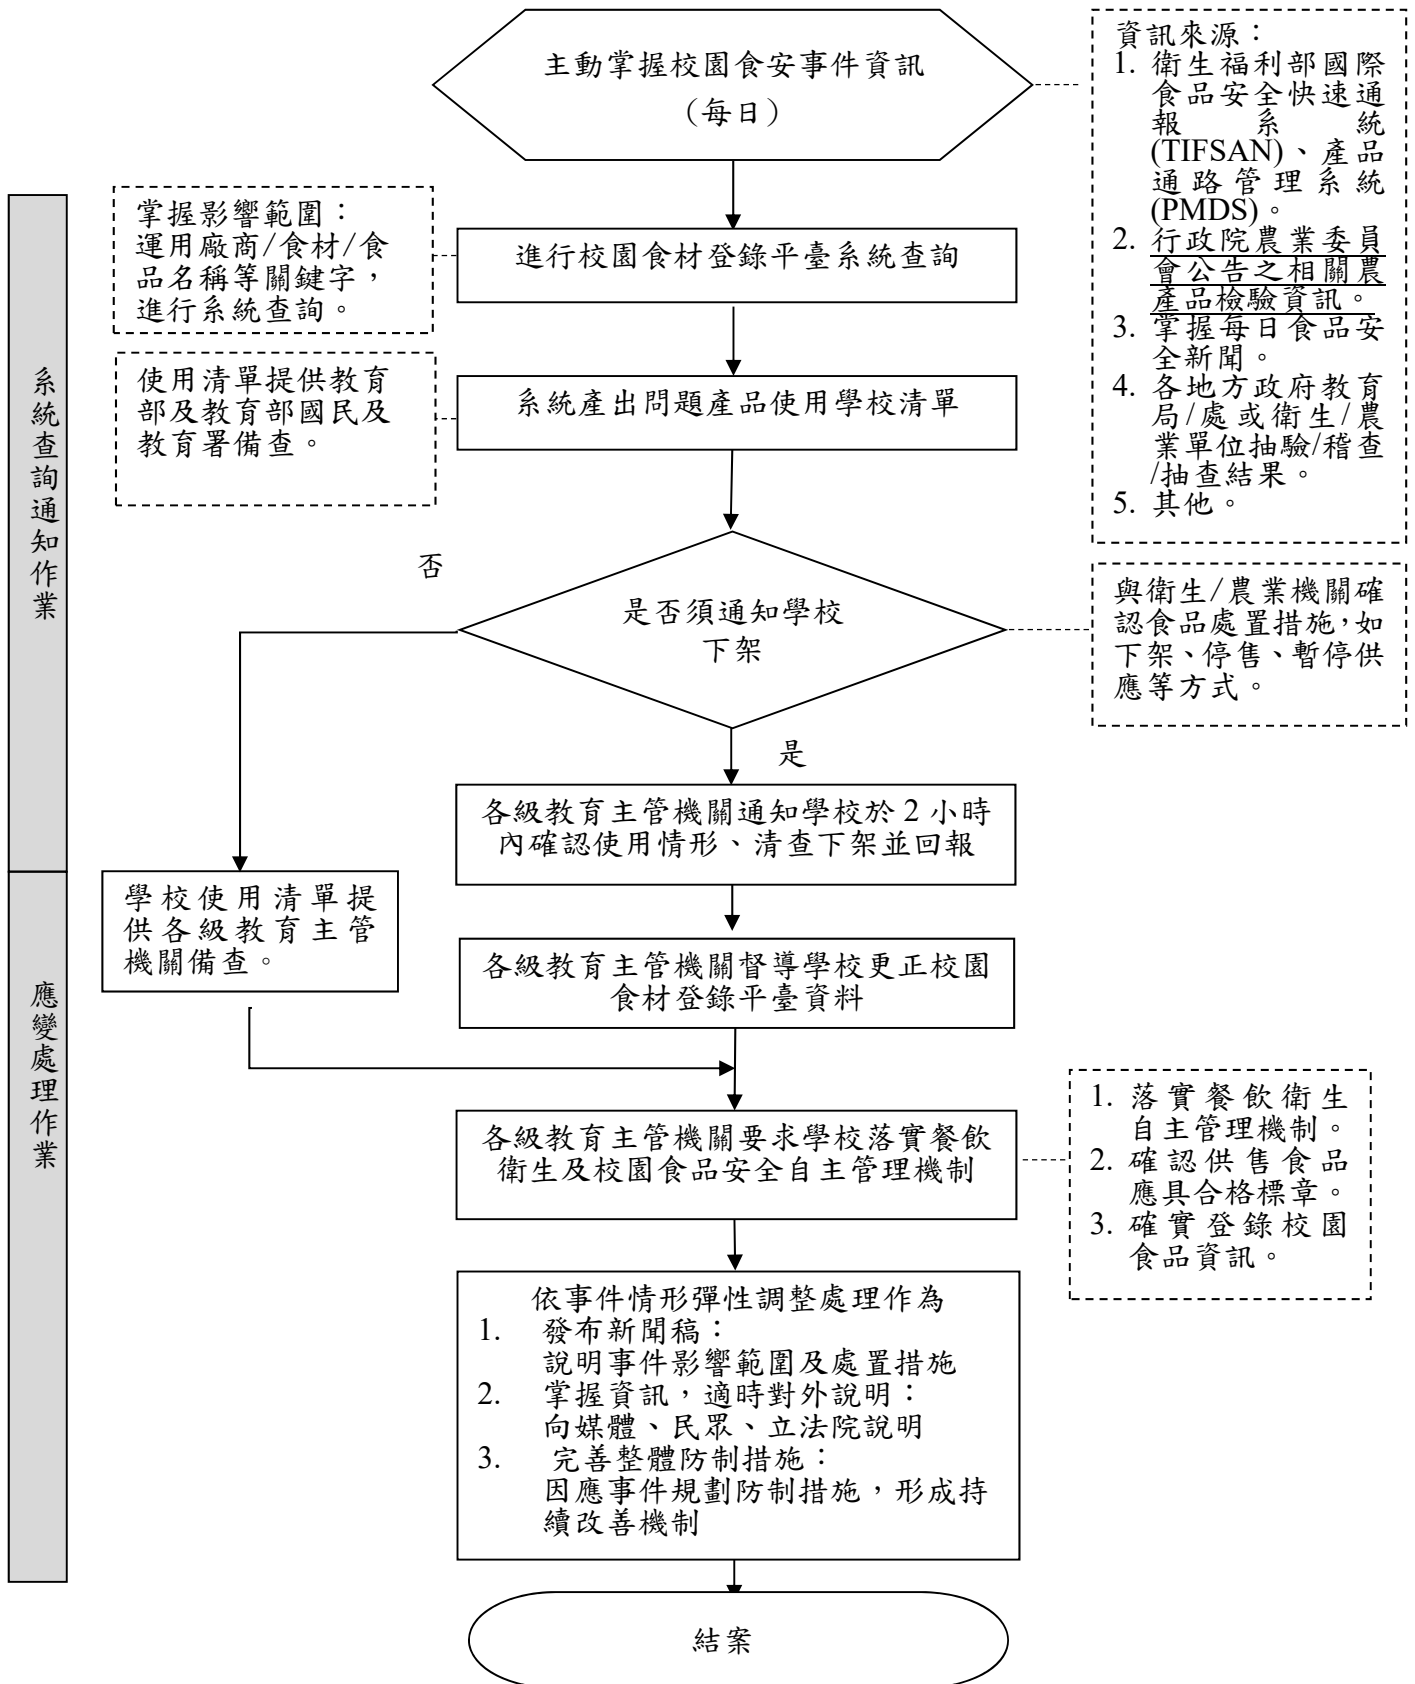 主動掌握校園食安事件資訊
（每日）
資訊來源：
1. 衛生福利部國際
食品安全快速通
報系統
(TIFSAN)、產品
通路管理系統
(PMDS)。
2. 行政院農業委員
會公告之相關農
產品檢驗資訊。
3. 掌握每日食品安
全新聞。
4. 各地方政府教育
局/處或衛生/農
業單位抽驗/稽查
/抽查結果。
5. 其他。
系統查詢通知作業
掌握影響範圍：
運用廠商/食材/食
品名稱等關鍵字，
進行系統查詢。
進行校園食材登錄平臺系統查詢
使用清單提供教育
部及教育部國民及
教育署備查。
系統產出問題產品使用學校清單
否
是否須通知學校
下架
與衛生/農業機關確
認食品處置措施，如
下架、停售、暫停供
應等方式。
是
各級教育主管機關通知學校於 2 小時
內確認使用情形、清查下架並回報
應變處理作業
學校使用清單提
供各級教育主管
機關備查。
各級教育主管機關督導學校更正校園
食材登錄平臺資料
各級教育主管機關要求學校落實餐飲
衛生及校園食品安全自主管理機制
1. 落實餐飲衛生
自主管理機制。
2. 確認供售食品
應具合格標章。
3. 確實登錄校園
食品資訊。
依事件情形彈性調整處理作為
1. 發布新聞稿：
說明事件影響範圍及處置措施
2. 掌握資訊，適時對外說明：
向媒體、民眾、立法院說明
3. 完善整體防制措施：
因應事件規劃防制措施，形成持
續改善機制
結案